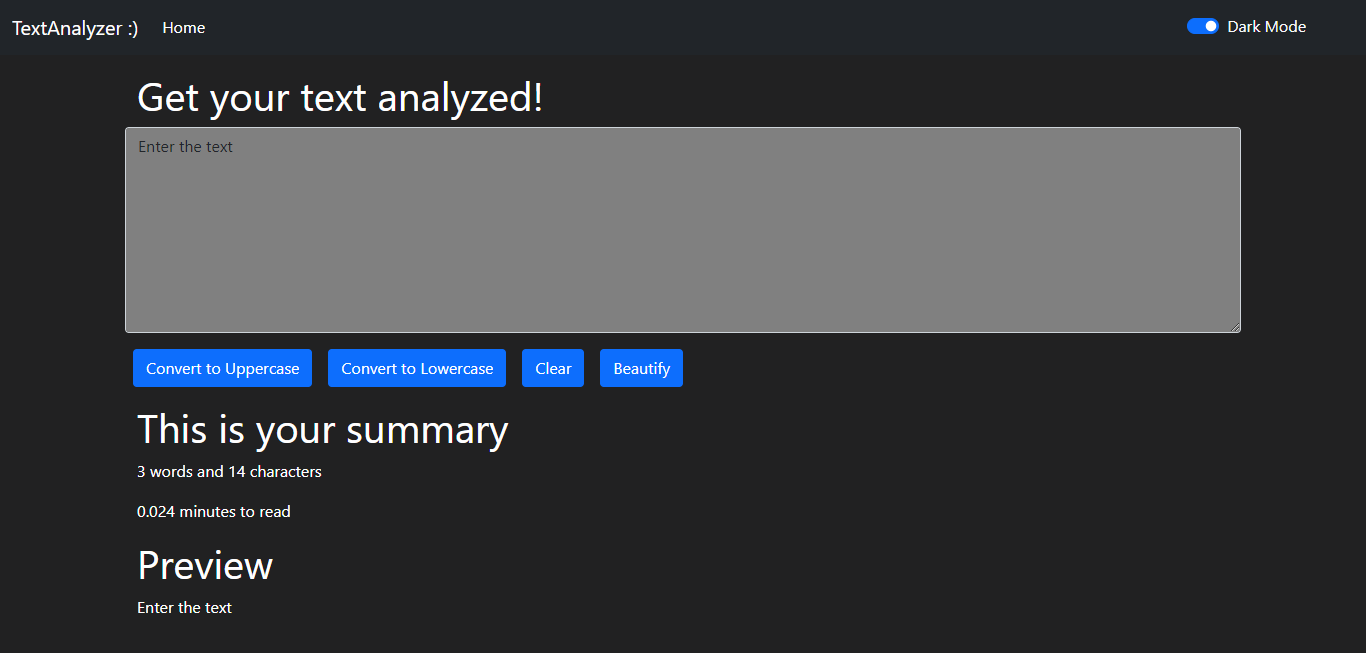 TextAnalyzer :) Home Dark Mode
Get your text analyzed!
Enter the text
Convert to Uppercase Convert to Lowercase Clear Beautify
This is your summary
3 words and 14 characters
0.024 minutes to read
Preview
Enter the text